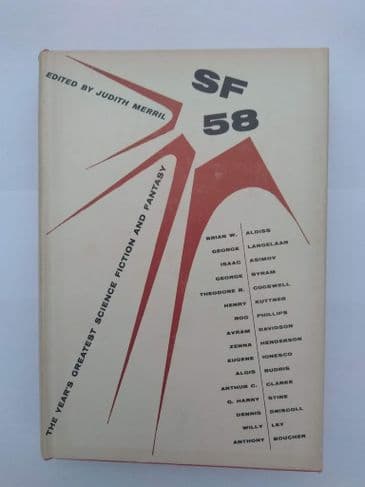 EDITED BY JUDITH MERRIL
SF
58
THE YEAR'S GREATEST SCIENCE FICTION AND FANTASY
BRIAN W. ALDISS
GEORGE LANGELAAN
ISAAC ASIMOV
GEORGE BYRAM
THEODORE R. COGSWELL
HENRY KUTTNER
ROG PHILLIPS
AVRAM DAVIDSON
ZENNA HENDERSON
EUGENE IONESCO
ALGIS BUDRIS
ARTHUR C. CLARKE
G. HARRY STINE
DENNIS DRISCOLL
WILLY LEY
ANTHONY BOUCHER